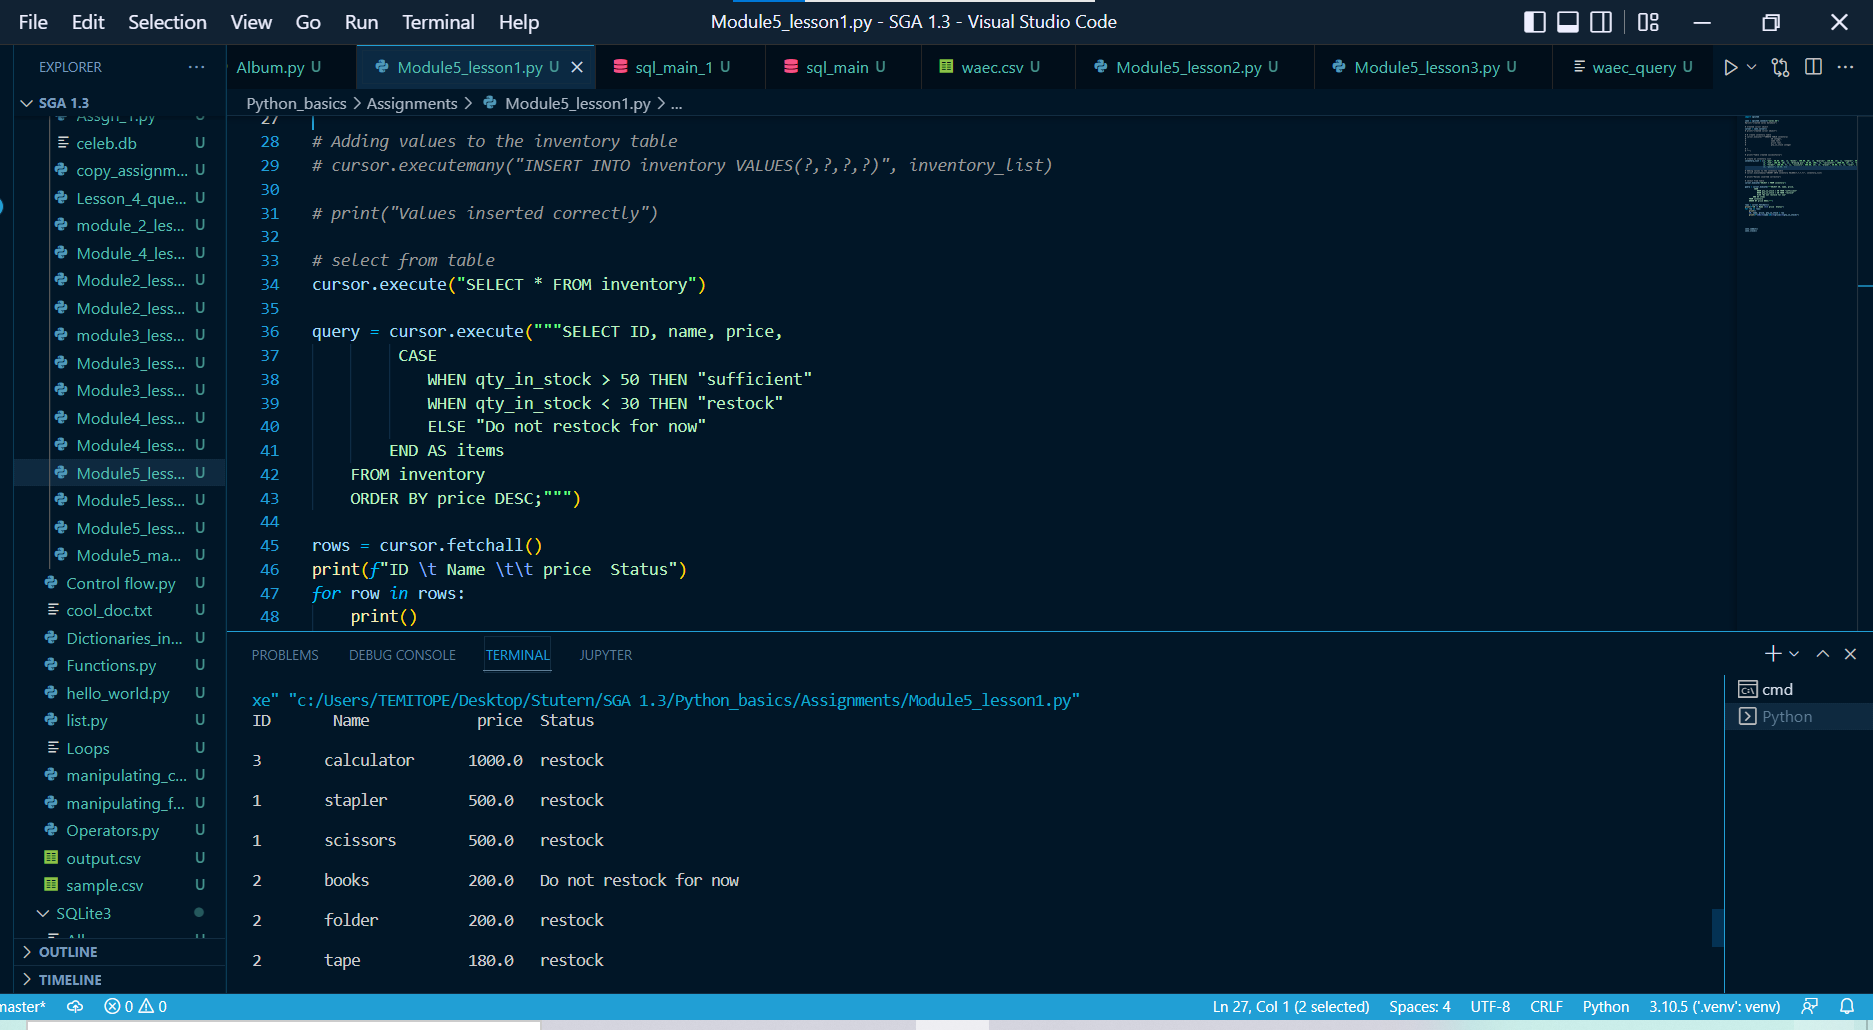 File Edit Selection View Go Run Terminal Help
Module5_lesson1.py - SGA 1.3 - Visual Studio Code
EXPLORER
Album.py U
Module5_lesson1.py U
sql_main_1 U
sql_main U
waec.csv U
Module5_lesson2.py U
Module5_lesson3.py U
waec_query U
SGA 1.3
Python_basics > Assignments > Module5_lesson1.py > ...
Assgn_1.py U
celeb.db U
copy_assignm... U
Lesson_4_que... U
module_2_les... U
Module_4_les... U
Module2_less... U
Module2_less... U
module3_less... U
Module3_less... U
Module3_less... U
Module4_less... U
Module4_less... U
Module5_less... U
Module5_less... U
Module5_less... U
Module5_ma... U
Control flow.py U
cool_doc.txt U
Dictionaries_in... U
Functions.py U
hello_world.py U
list.py U
Loops U
manipulating_c... U
manipulating_f... U
Operators.py U
output.csv U
sample.csv U
SQLite3
OUTLINE
TIMELINE
27
28 # Adding values to the inventory table
29 # cursor.executemany("INSERT INTO inventory VALUES(?,?,?,?)", inventory_list)
30
31 # print("Values inserted correctly")
32
33 # select from table
34 cursor.execute("SELECT * FROM inventory")
35
36 query = cursor.execute("""SELECT ID, name, price,
37 CASE
38 WHEN qty_in_stock > 50 THEN "sufficient"
39 WHEN qty_in_stock < 30 THEN "restock"
40 ELSE "Do not restock for now"
41 END AS items
42 FROM inventory
43 ORDER BY price DESC;""")
44
45 rows = cursor.fetchall()
46 print(f"ID \t Name \t\t price  Status")
47 for row in rows:
48 print()
PROBLEMS DEBUG CONSOLE TERMINAL JUPYTER
xe" "c:/Users/TEMITOPE/Desktop/Stutern/SGA 1.3/Python_basics/Assignments/Module5_lesson1.py"
ID Name price Status
3 calculator 1000.0 restock
1 stapler 500.0 restock
1 scissors 500.0 restock
2 books 200.0 Do not restock for now
2 folder 200.0 restock
2 tape 180.0 restock
cmd
Python
master* 0 0
Ln 27, Col 1 (2 selected) Spaces: 4 UTF-8 CRLF Python 3.10.5 ('.venv': venv)